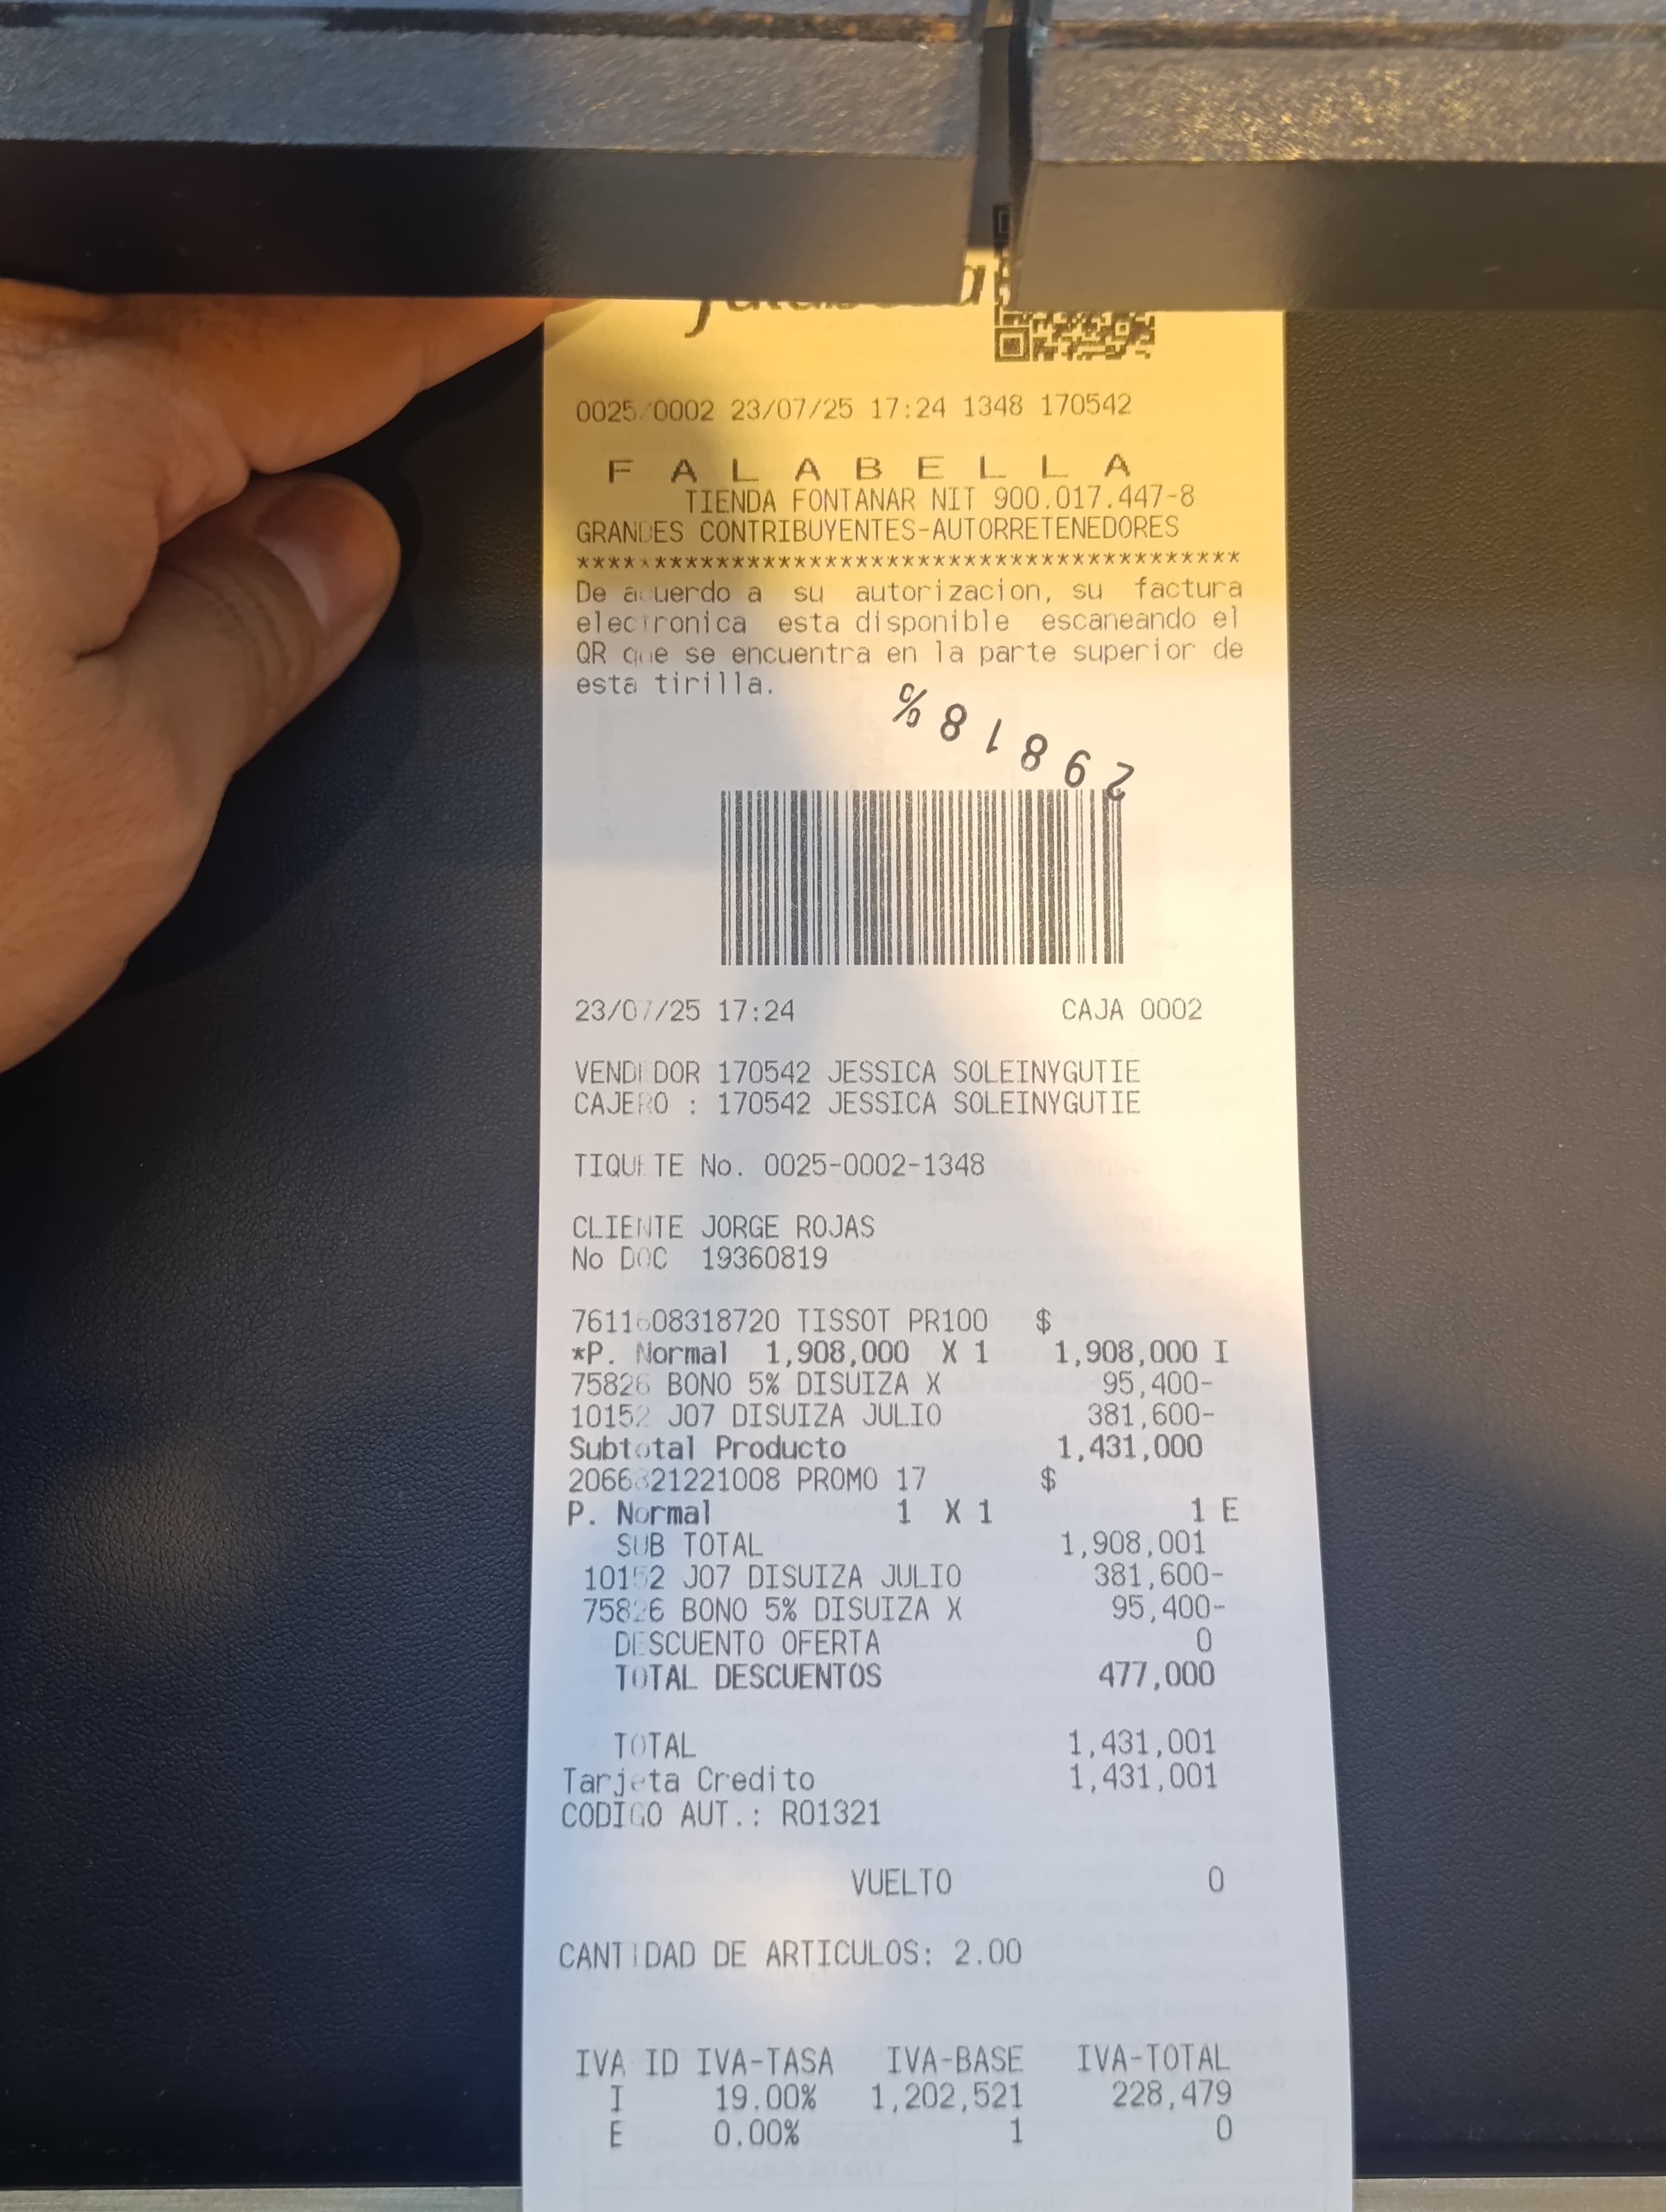 0025/0002 23/07/25 17:24 1348 170542
F A L A B E L L A
TIENDA FONTANAR NIT 900.017.447-8
GRANDES CONTRIBUYENTES-AUTORRETENEDORES
*******************************************
De acuerdo a su autorizacion, su factura
electronica esta disponible escaneando el
QR que se encuentra en la parte superior de
esta tirilla.
29818%
23/07/25 17:24 CAJA 0002
VENDEDOR 170542 JESSICA SOLEINYGUTIE
CAJERO : 170542 JESSICA SOLEINYGUTIE
TIQUETE No. 0025-0002-1348
CLIENTE JORGE ROJAS
No DOC 19360819
7611608318720 TISSOT PR100 $
*P. Normal 1,908,000 X 1 1,908,000 I
75826 BONO 5% DISUIZA X 95,400-
10152 J07 DISUIZA JULIO 381,600-
Subtotal Producto 1,431,000
PROMO 17 $
P. Normal 1 X 1 1 E
SUB TOTAL 1,908,001
10152 J07 DISUIZA JULIO 381,600-
75826 BONO 5% DISUIZA X 95,400-
DESCUENTO OFERTA 0
TOTAL DESCUENTOS 477,000
TOTAL 1,431,001
Tarjeta Credito 1,431,001
CODIGO AUT.: R01321
VUELTO 0
CANTIDAD DE ARTICULOS: 2.00
IVA ID IVA-TASA IVA-BASE IVA-TOTAL
I 19.00% 1,202,521 228,479
E 0.00% 1 0